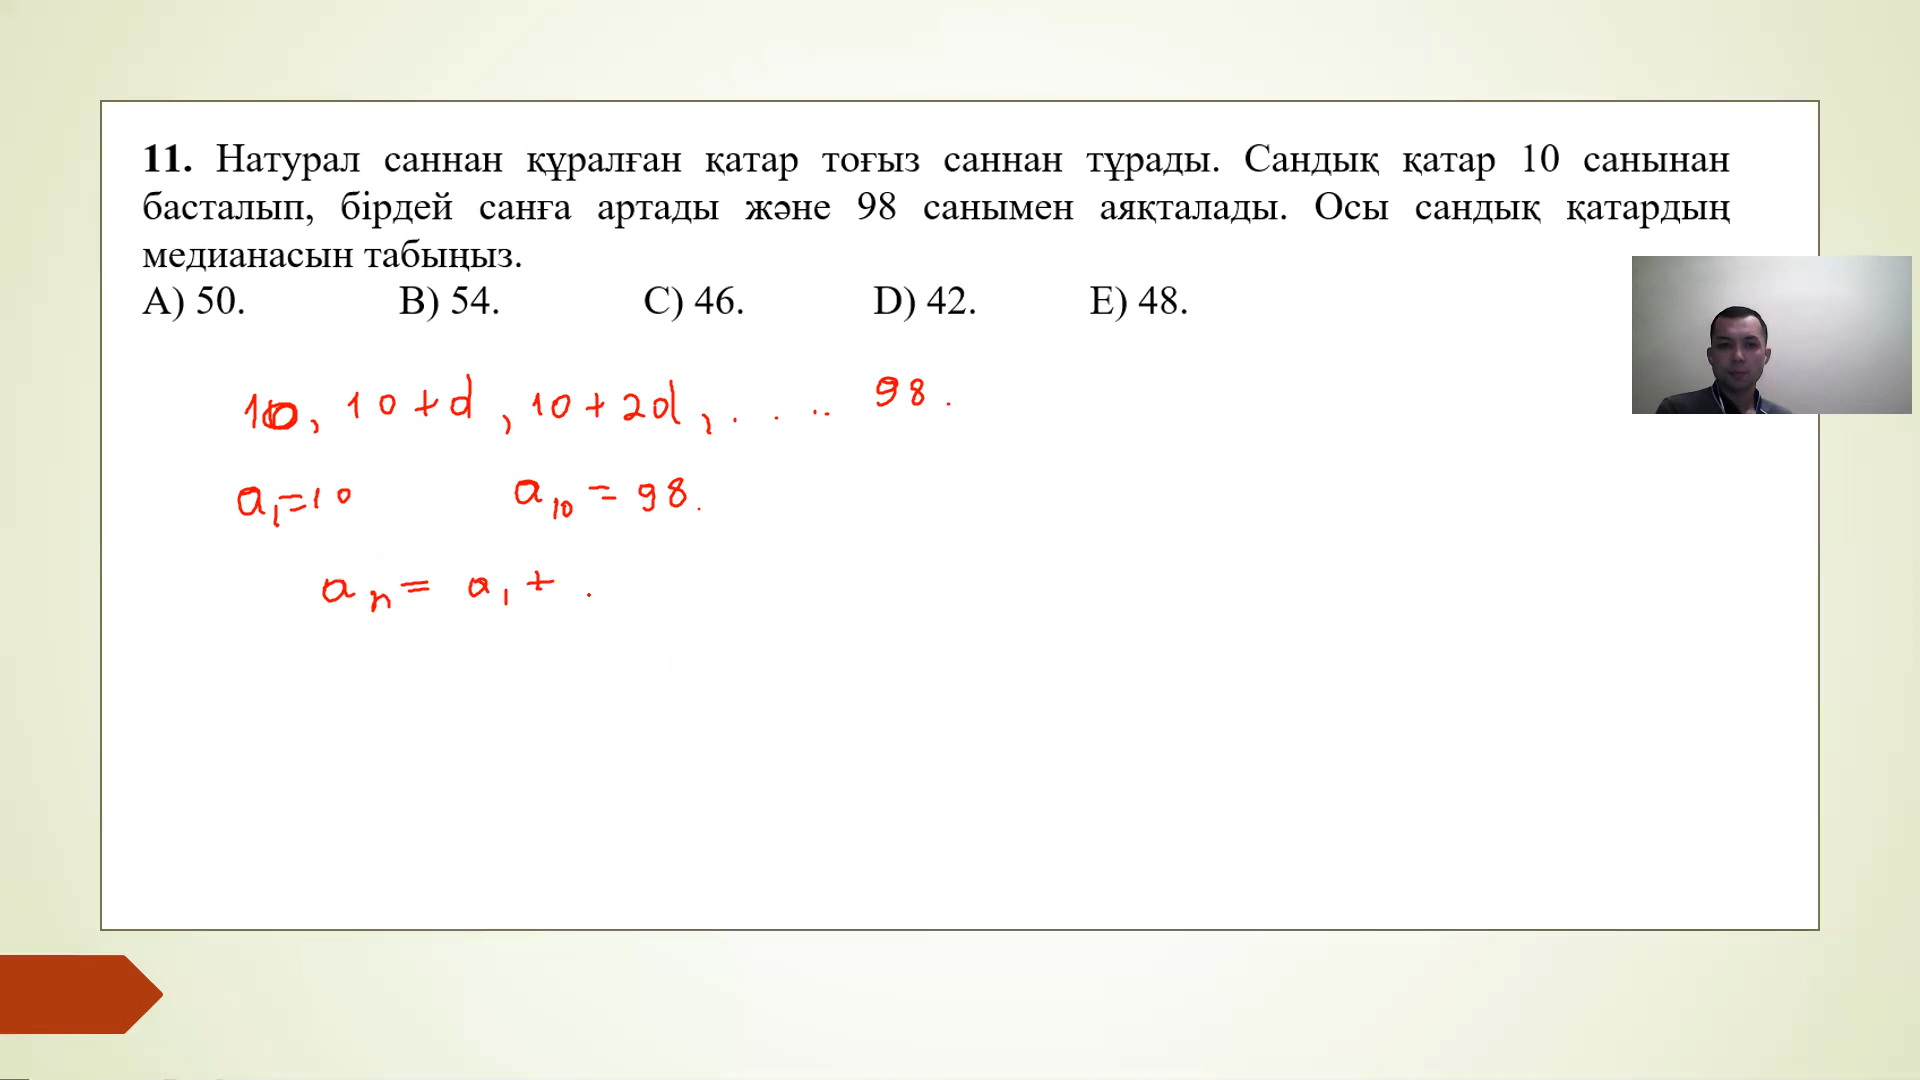 11. Натурал саннан құралған қатар тоғыз саннан тұрады. Сандық қатар 10 санынан
басталып, бірдей санға артады және 98 санымен аяқталады. Осы сандық қатардың
медианасын табыңыз.
A) 50. B) 54. C) 46. D) 42. E) 48.
10, 10+d, 10+2d, . . .. 98.
a₁=10 a₁₀ = 98.
aₙ = a₁ + .